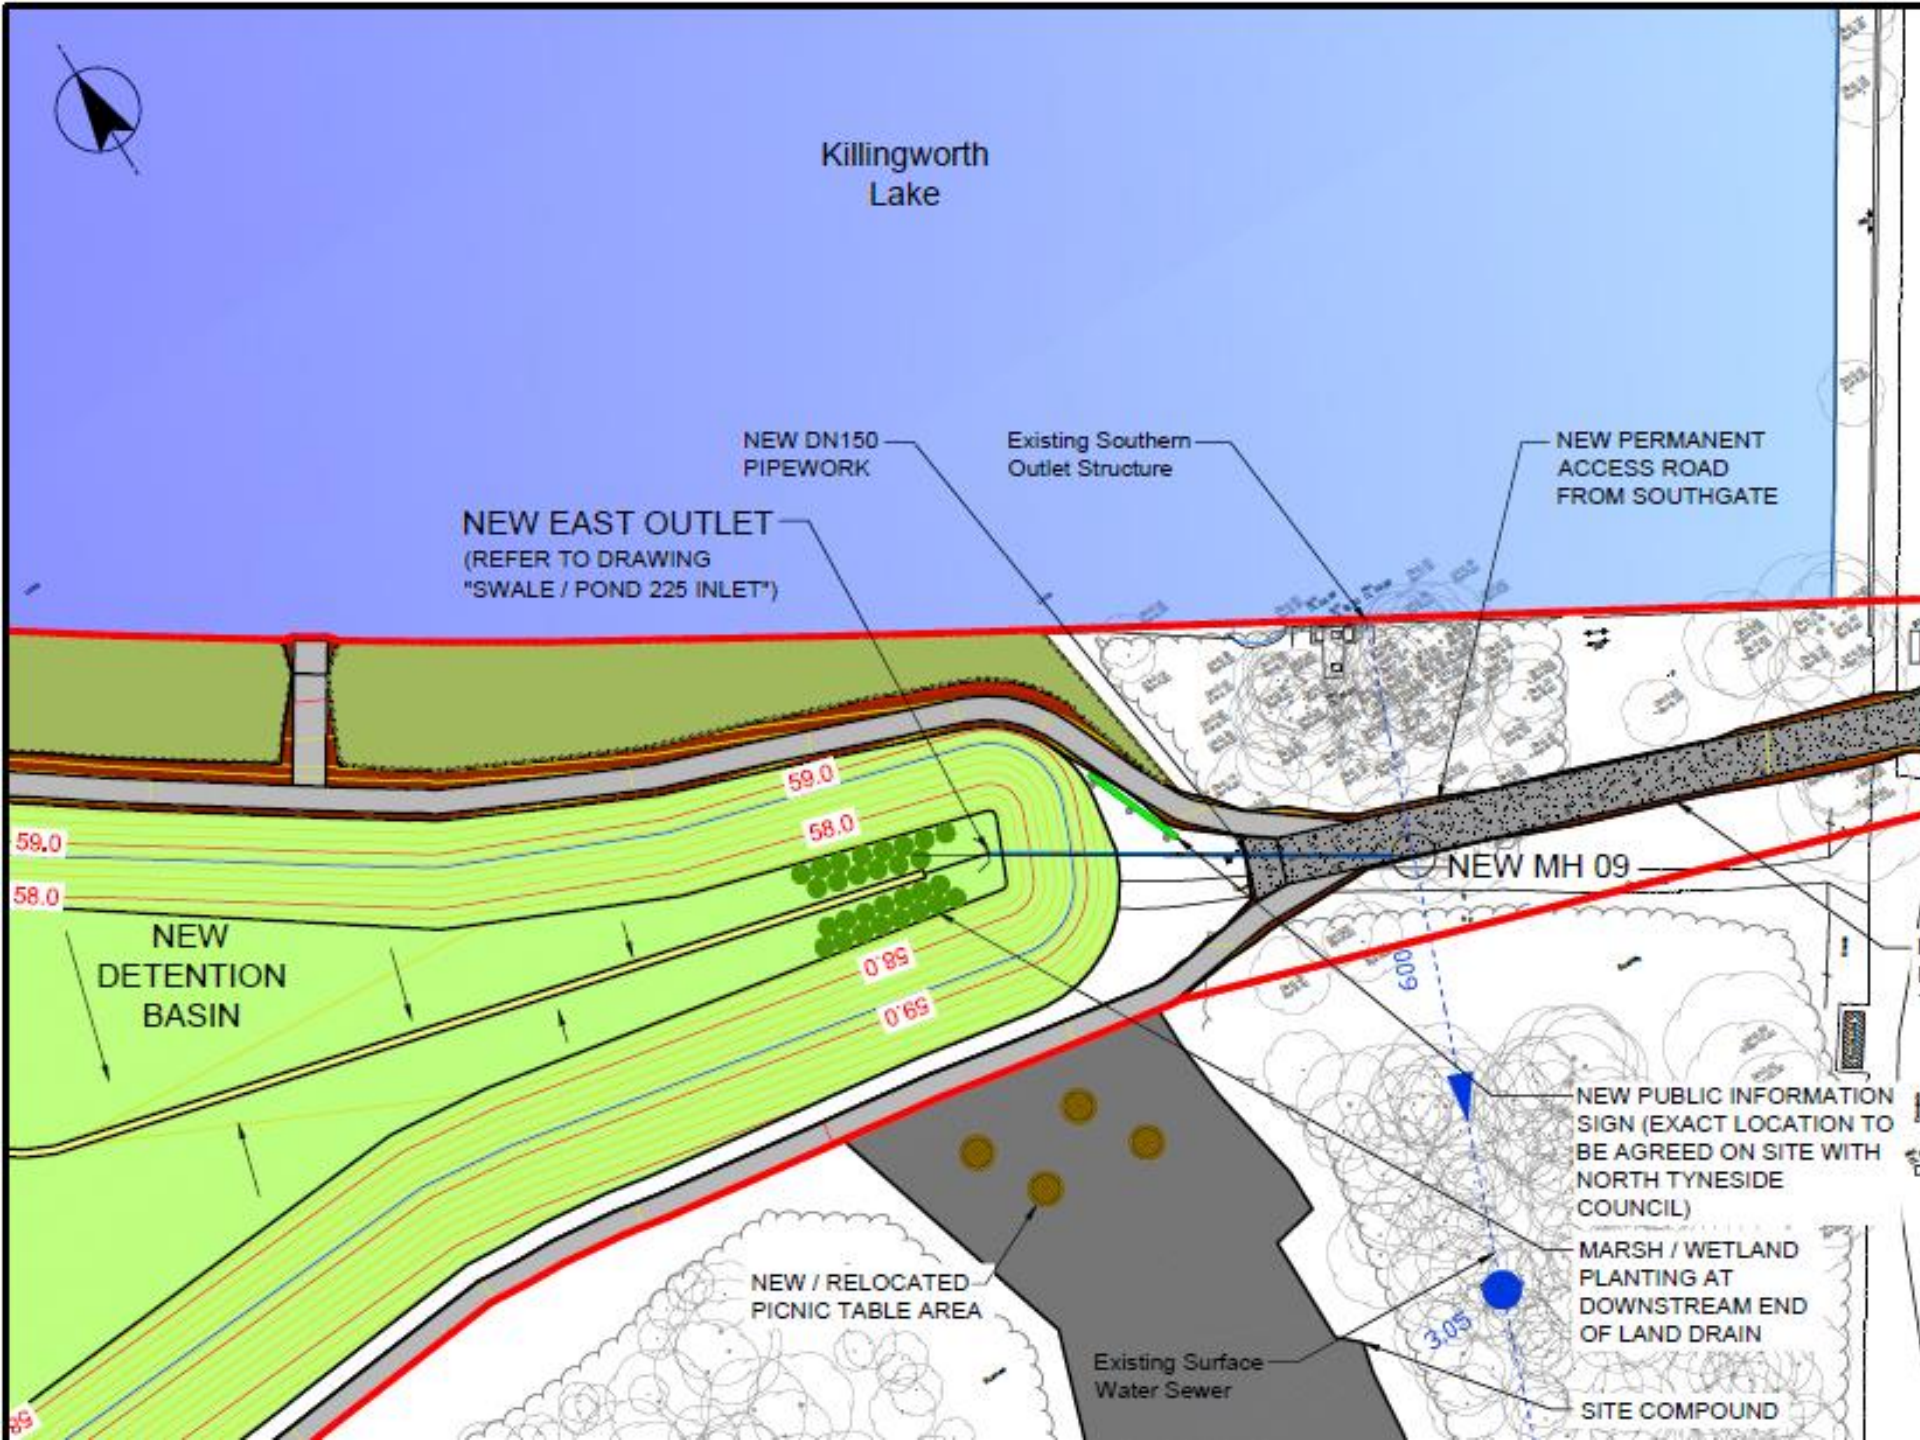 Killingworth
Lake
NEW DN150
PIPEWORK
Existing Southern
Outlet Structure
NEW PERMANENT
ACCESS ROAD
FROM SOUTHGATE
NEW EAST OUTLET
(REFER TO DRAWING
"SWALE / POND 225 INLET")
59.0
58.0
59.0
58.0
NEW MH 09
NEW
DETENTION
BASIN
58.0
59.0
600
NEW PUBLIC INFORMATION
SIGN (EXACT LOCATION TO
BE AGREED ON SITE WITH
NORTH TYNESIDE
COUNCIL)
MARSH / WETLAND
PLANTING AT
DOWNSTREAM END
OF LAND DRAIN
NEW / RELOCATED
PICNIC TABLE AREA
3.05
Existing Surface
Water Sewer
SITE COMPOUND